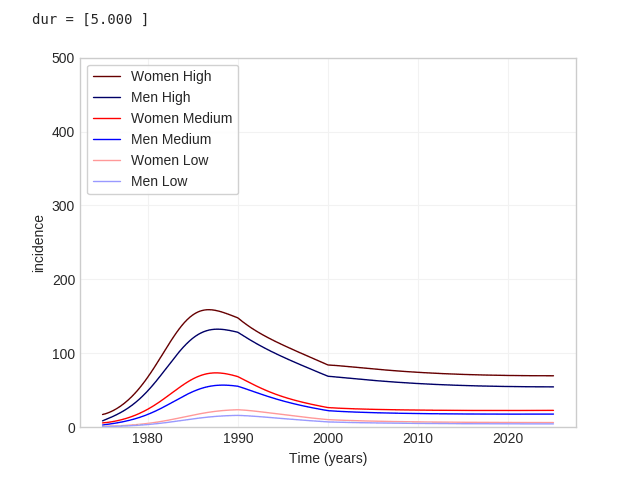 dur = [5.000 ]
500
400
300
200
100
0
incidence
Women High
Men High
Women Medium
Men Medium
Women Low
Men Low
1980 1990 2000 2010 2020
Time (years)